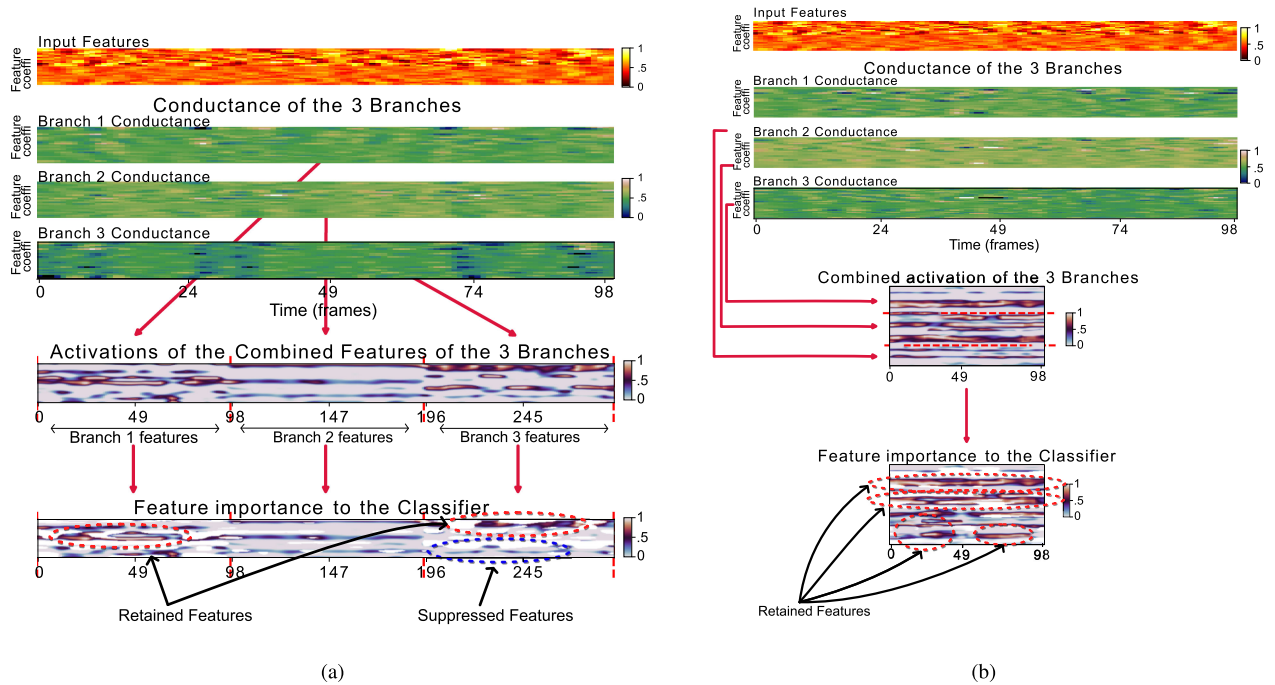 Input Features
Feature coeffi
1
.5
0
Conductance of the 3 Branches
Branch 1 Conductance
Feature coeffi
Branch 2 Conductance
Feature coeffi
1
.5
0
Branch 3 Conductance
Feature coeffi
0 24 49 74 98
Time (frames)
Activations of the Combined Features of the 3 Branches
1
.5
0
0 49 98 147 196 245
Branch 1 features Branch 2 features Branch 3 features
Feature importance to the Classifier
1
.5
0
0 49 98 147 196 245
Retained Features Suppressed Features
(a)
Input Features
Feature coeffi
1
.5
0
Conductance of the 3 Branches
Branch 1 Conductance
Feature coeffi
Branch 2 Conductance
Feature coeffi
1
.5
0
Branch 3 Conductance
Feature coeffi
0 24 49 74 98
Time (frames)
Combined activation of the 3 Branches
1
.5
0
0 49 98
Feature importance to the Classifier
1
.5
0
0 49 98
Retained Features
(b)